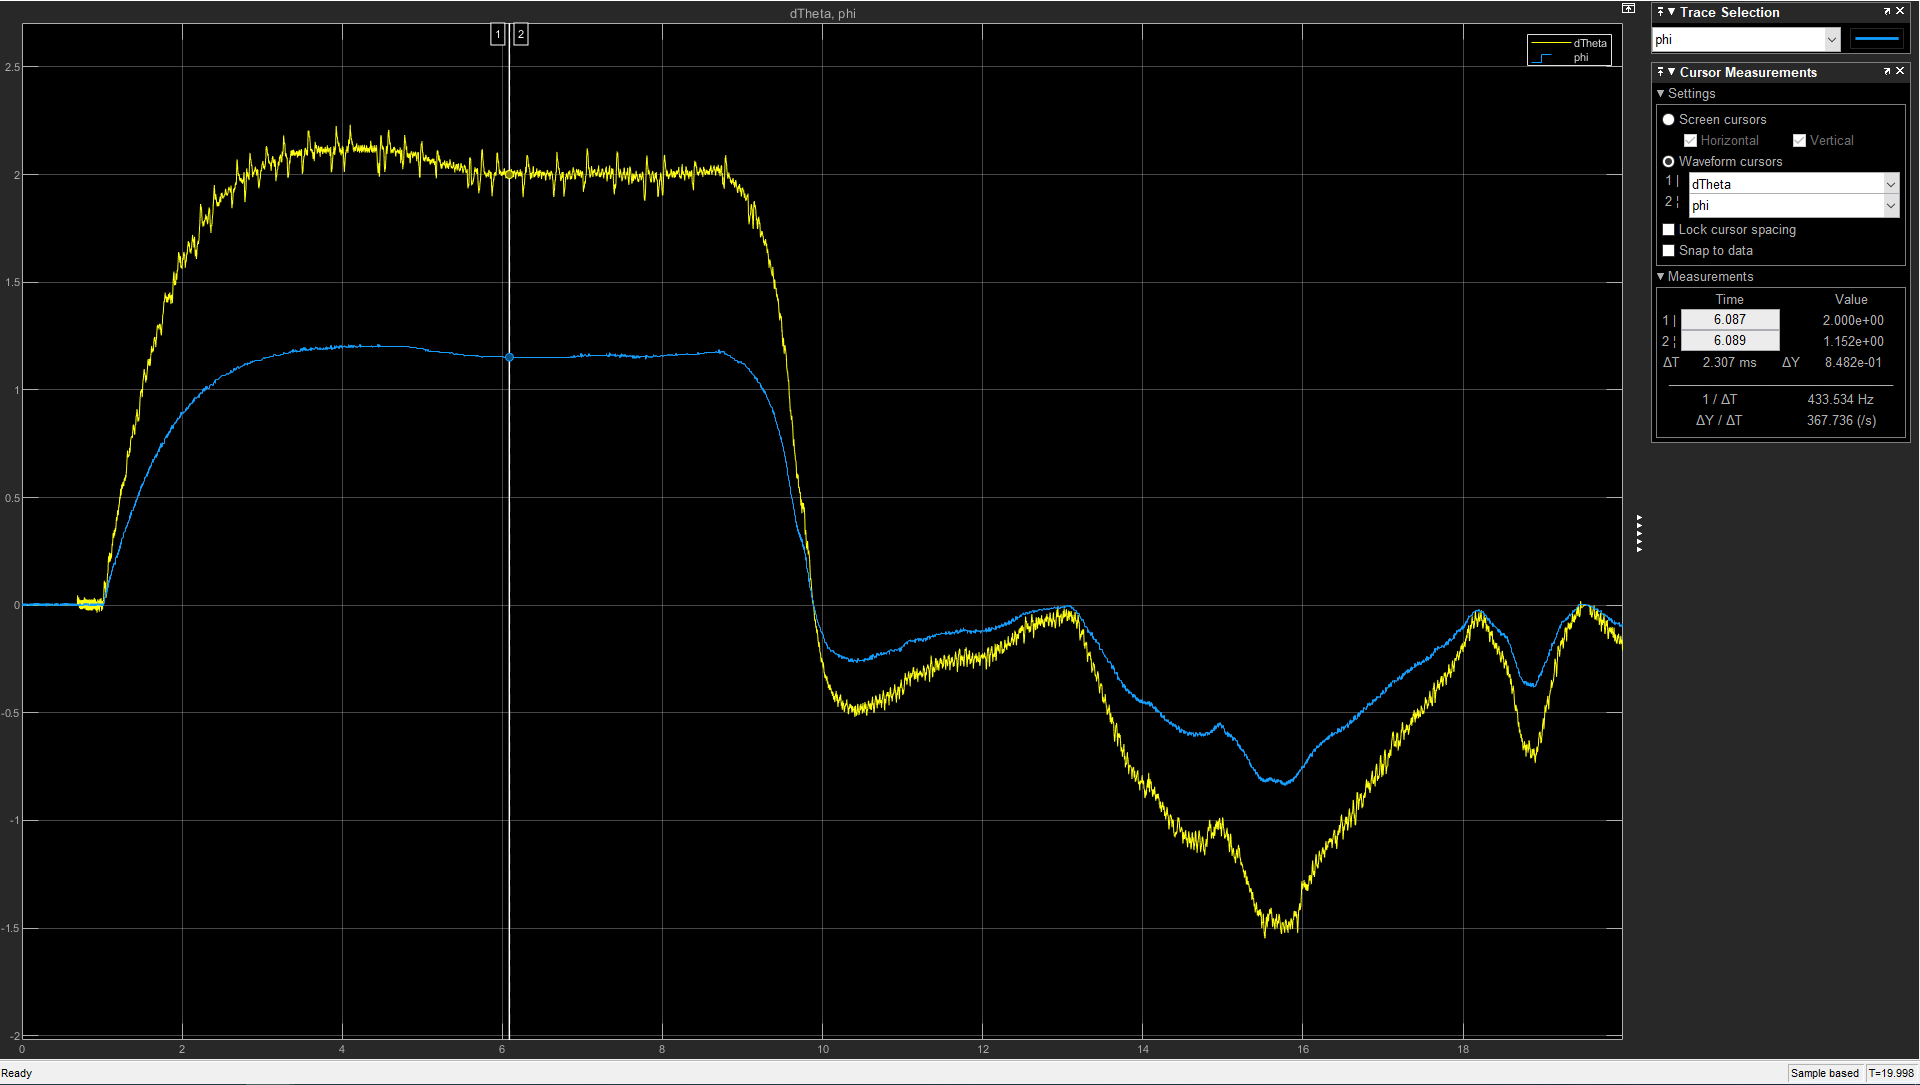 dTheta, phi
1 2
dTheta
phi
2.5
2
1.5
1
0.5
0
-0.5
-1
-1.5
-2
0 2 4 6 8 10 12 14 16 18
Trace Selection
phi
Cursor Measurements
Settings
Screen cursors
Horizontal Vertical
Waveform cursors
1 | dTheta
2 ¦ phi
Lock cursor spacing
Snap to data
Measurements
Time Value
1 | 6.087 2.000e+00
2 ¦ 6.089 1.152e+00
ΔT 2.307 ms ΔY 8.482e-01
1 / ΔT 433.534 Hz
ΔY / ΔT 367.736 (/s)
Ready
Sample based T=19.998